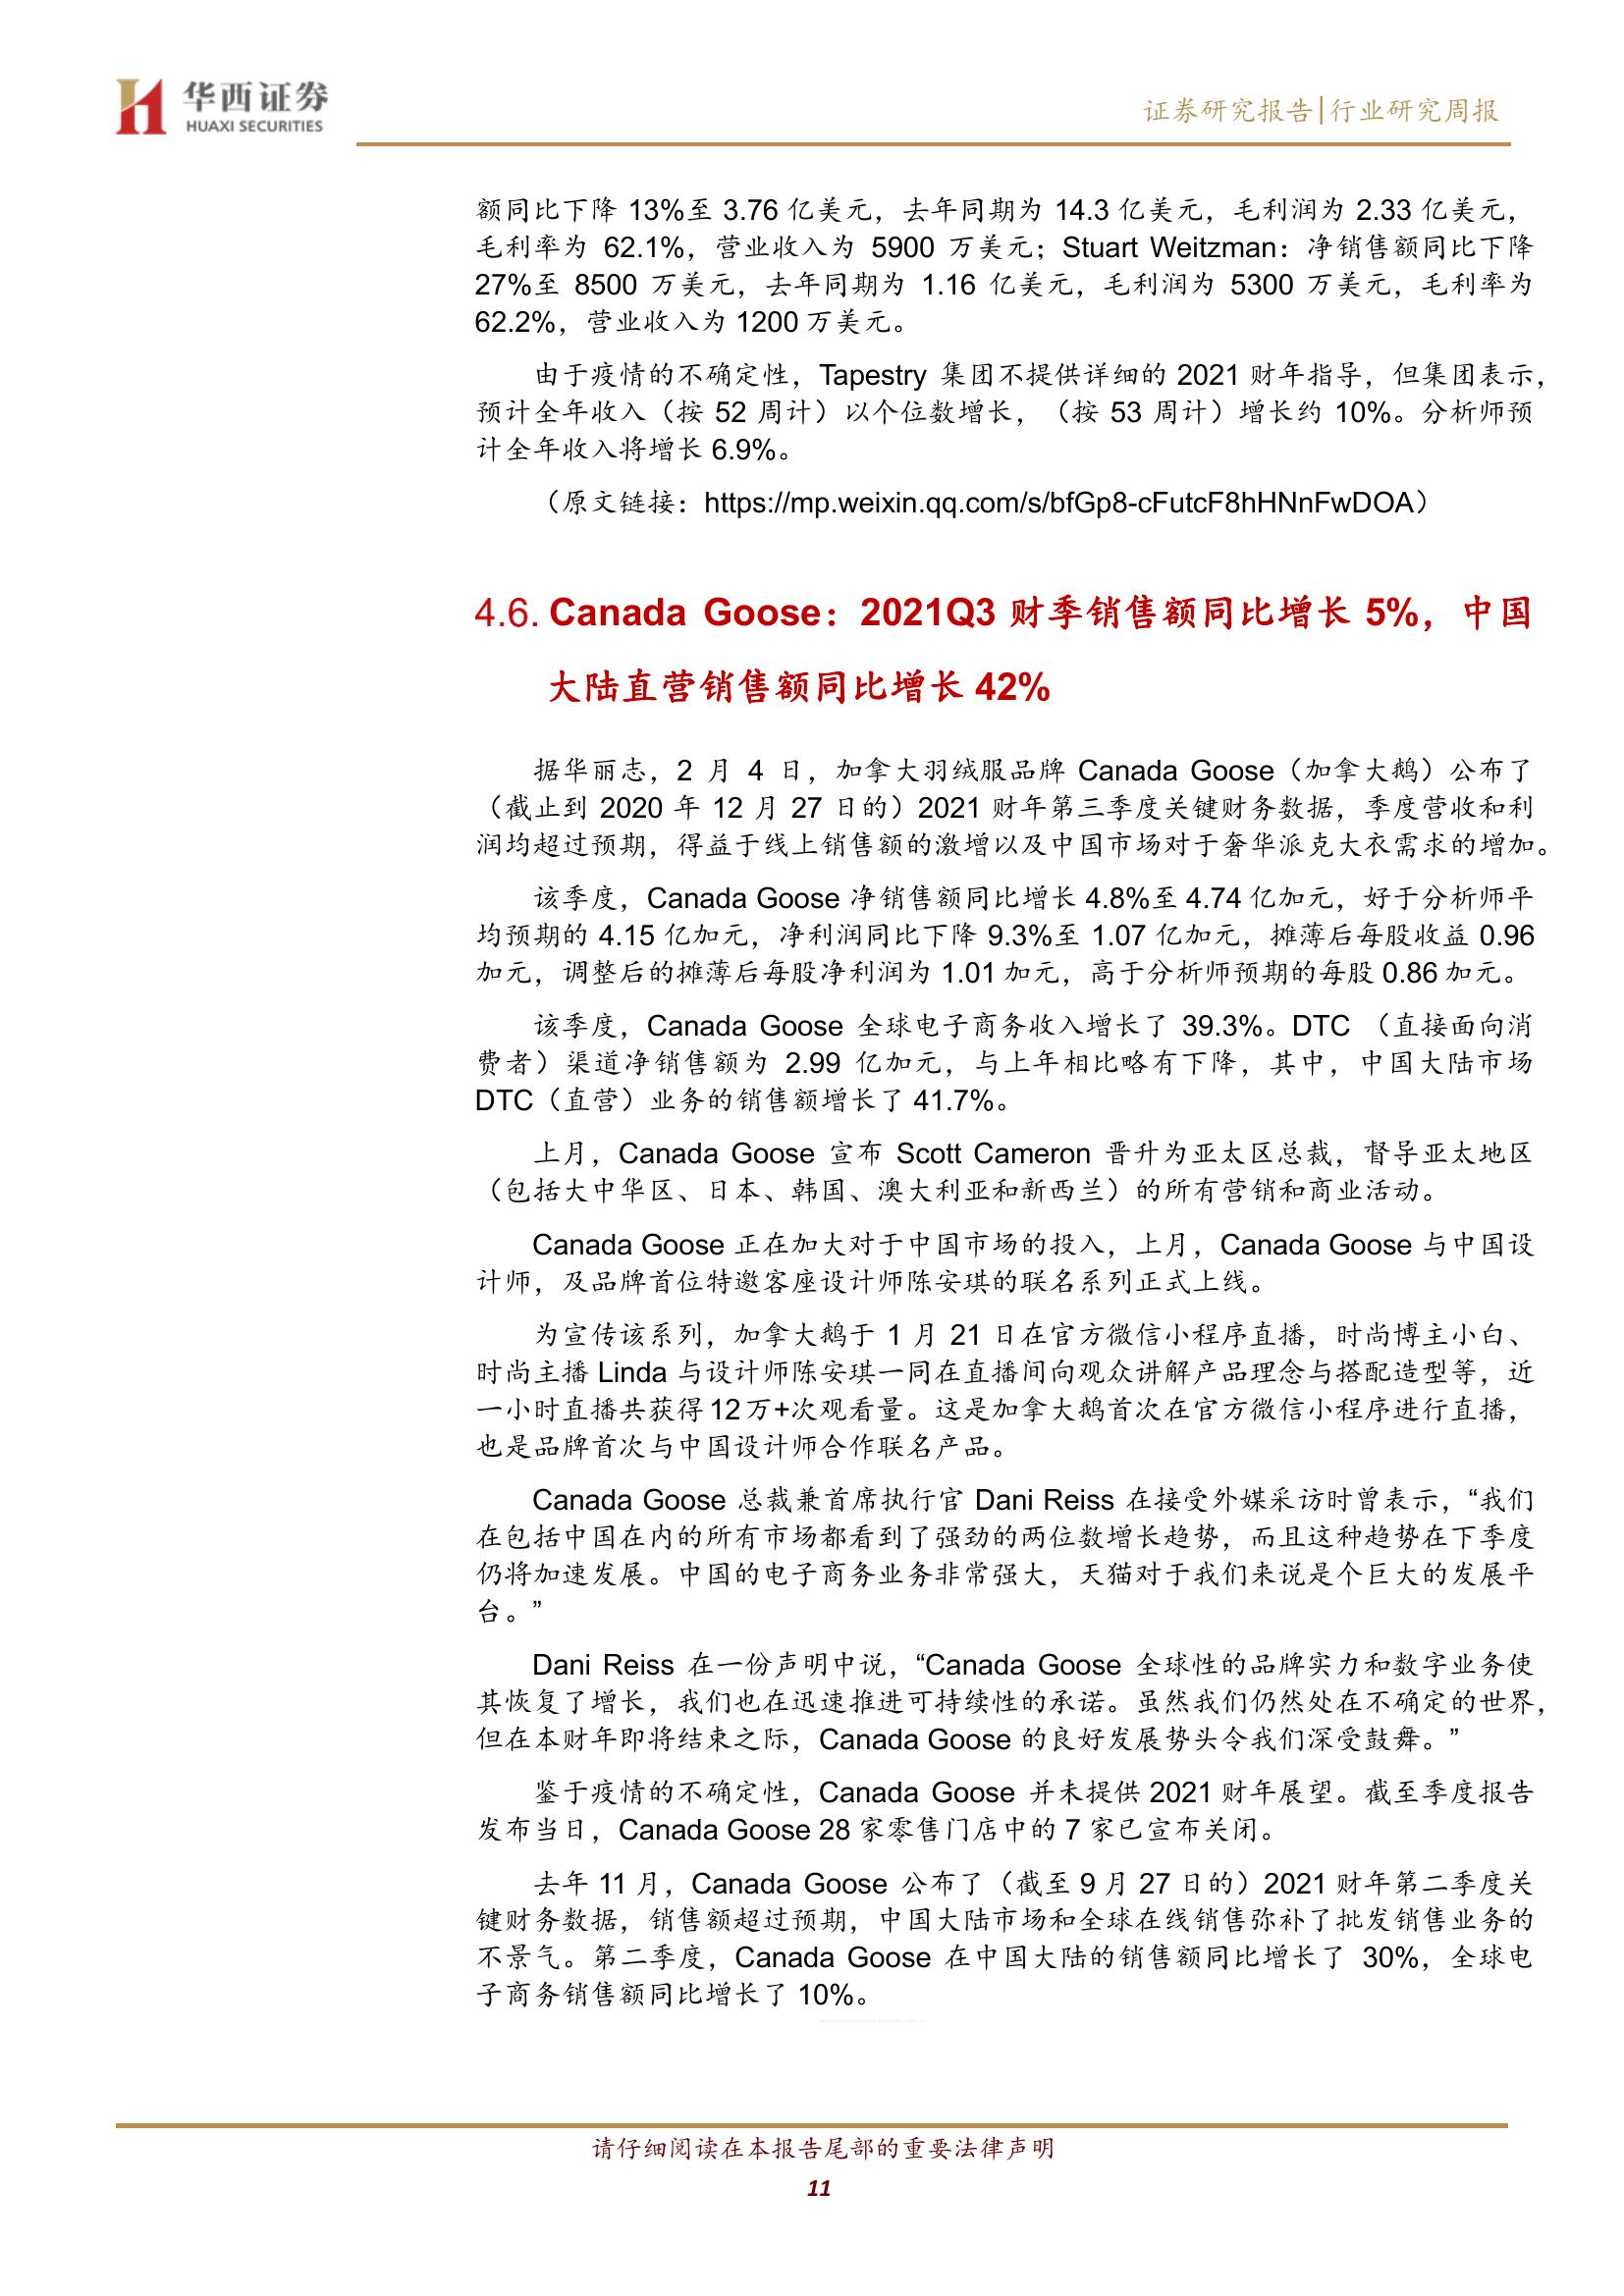 华西证券
HUAXI SECURITIES
证券研究报告|行业研究周报
额同比下降 13%至 3.76 亿美元，去年同期为 14.3 亿美元，毛利润为 2.33 亿美元，
毛利率为 62.1%，营业收入为 5900 万美元；Stuart Weitzman：净销售额同比下降
27%至 8500 万美元，去年同期为 1.16 亿美元，毛利润为 5300 万美元，毛利率为
62.2%，营业收入为 1200 万美元。
由于疫情的不确定性，Tapestry 集团不提供详细的 2021 财年指导，但集团表示，
预计全年收入（按 52 周计）以个位数增长，（按 53 周计）增长约 10%。分析师预
计全年收入将增长 6.9%。
（原文链接：https://mp.weixin.qq.com/s/bfGp8-cFutcF8hHNnFwDOA）
4.6. Canada Goose：2021Q3 财季销售额同比增长 5%，中国
大陆直营销售额同比增长 42%
据华丽志，2 月 4 日，加拿大羽绒服品牌 Canada Goose（加拿大鹅）公布了
（截止到 2020 年 12 月 27 日的）2021 财年第三季度关键财务数据，季度营收和利
润均超过预期，得益于线上销售额的激增以及中国市场对于奢华派克大衣需求的增加。
该季度，Canada Goose 净销售额同比增长 4.8%至 4.74 亿加元，好于分析师平
均预期的 4.15 亿加元，净利润同比下降 9.3%至 1.07 亿加元，摊薄后每股收益 0.96
加元，调整后的摊薄后每股净利润为 1.01 加元，高于分析师预期的每股 0.86 加元。
该季度，Canada Goose 全球电子商务收入增长了 39.3%。DTC （直接面向消
费者）渠道净销售额为 2.99 亿加元，与上年相比略有下降，其中，中国大陆市场
DTC（直营）业务的销售额增长了 41.7%。
上月，Canada Goose 宣布 Scott Cameron 晋升为亚太区总裁，督导亚太地区
（包括大中华区、日本、韩国、澳大利亚和新西兰）的所有营销和商业活动。
Canada Goose 正在加大对于中国市场的投入，上月，Canada Goose 与中国设
计师，及品牌首位特邀客座设计师陈安琪的联名系列正式上线。
为宣传该系列，加拿大鹅于 1 月 21 日在官方微信小程序直播，时尚博主小白、
时尚主播 Linda 与设计师陈安琪一同在直播间向观众讲解产品理念与搭配造型等，近
一小时直播共获得 12 万+次观看量。这是加拿大鹅首次在官方微信小程序进行直播，
也是品牌首次与中国设计师合作联名产品。
Canada Goose 总裁兼首席执行官 Dani Reiss 在接受外媒采访时曾表示，“我们
在包括中国在内的所有市场都看到了强劲的两位数增长趋势，而且这种趋势在下季度
仍将加速发展。中国的电子商务业务非常强大，天猫对于我们来说是个巨大的发展平
台。”
Dani Reiss 在一份声明中说，“Canada Goose 全球性的品牌实力和数字业务使
其恢复了增长，我们也在迅速推进可持续性的承诺。虽然我们仍然处在不确定的世界，
但在本财年即将结束之际，Canada Goose 的良好发展势头令我们深受鼓舞。”
鉴于疫情的不确定性，Canada Goose 并未提供 2021 财年展望。截至季度报告
发布当日，Canada Goose 28 家零售门店中的 7 家已宣布关闭。
去年 11 月，Canada Goose 公布了（截至 9 月 27 日的）2021 财年第二季度关
键财务数据，销售额超过预期，中国大陆市场和全球在线销售弥补了批发销售业务的
不景气。第二季度，Canada Goose 在中国大陆的销售额同比增长了 30%，全球电
子商务销售额同比增长了 10%。
请仔细阅读在本报告尾部的重要法律声明
11